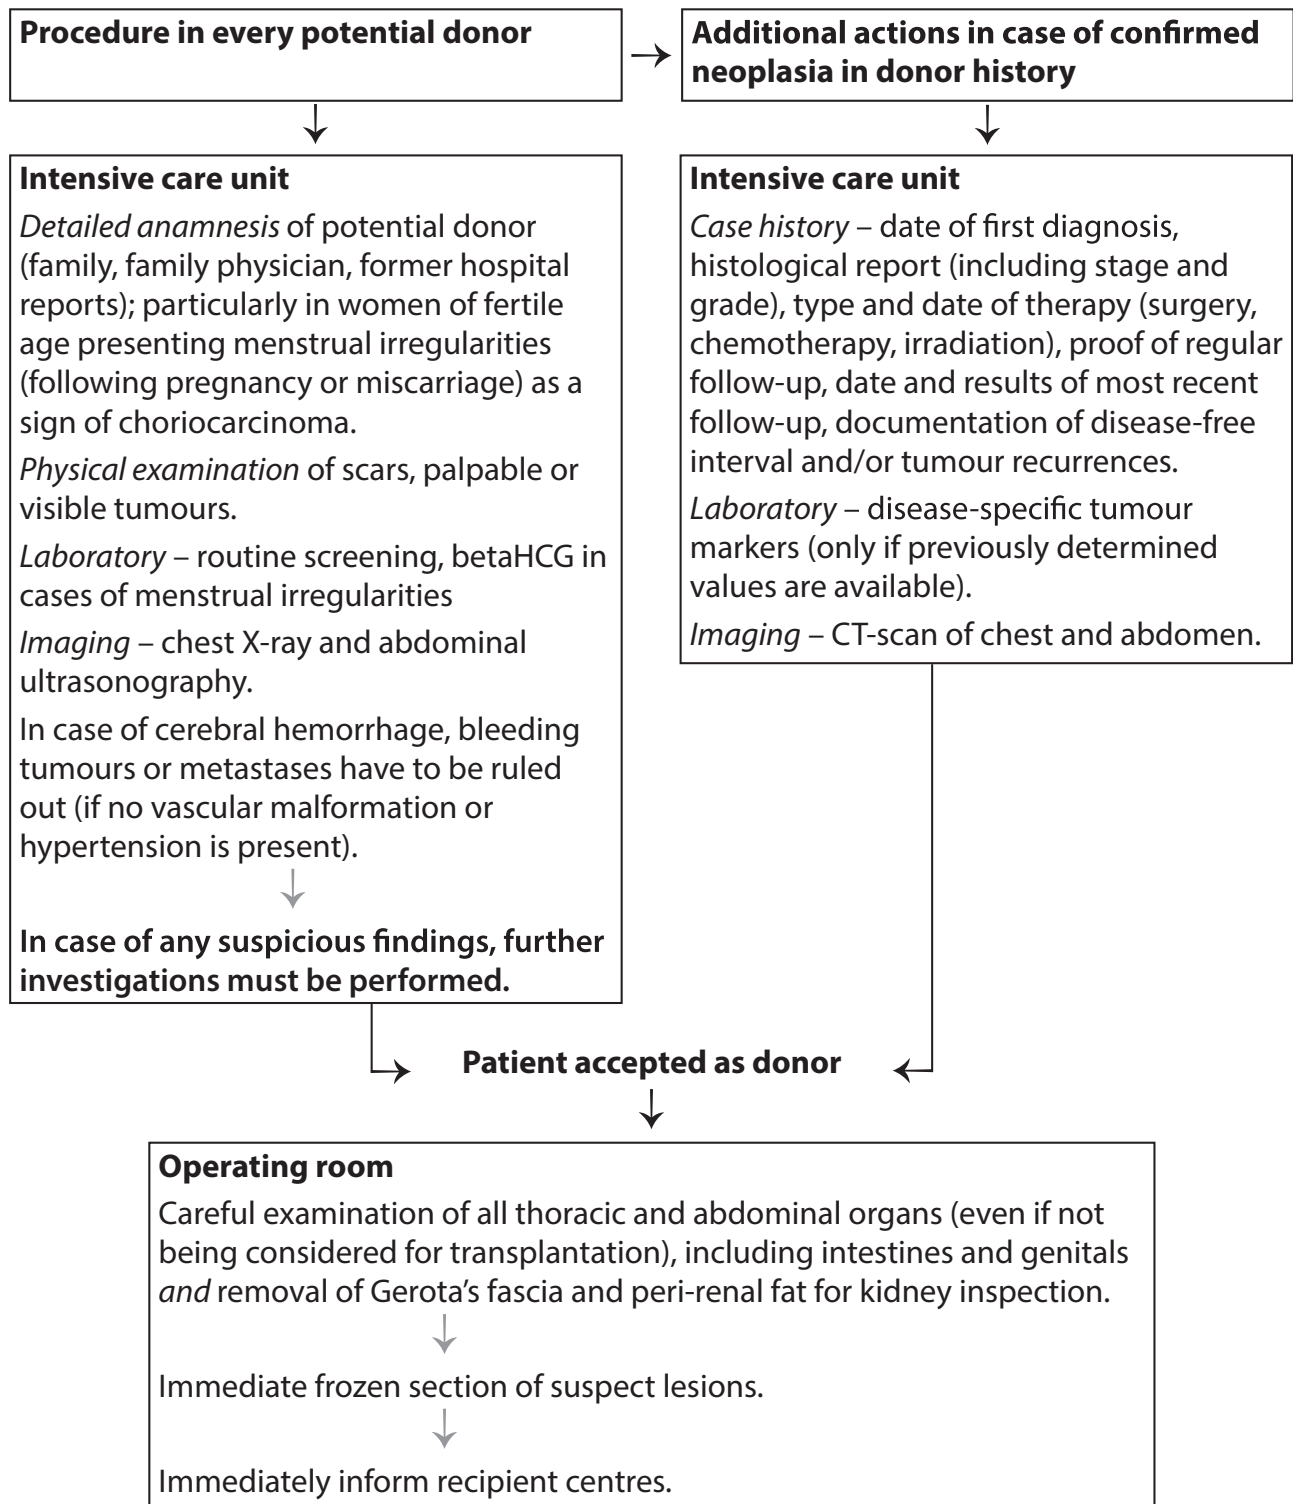 Procedure in every potential donor
Additional actions in case of confirmed
neoplasia in donor history
Intensive care unit
Detailed anamnesis of potential donor
(family, family physician, former hospital
reports); particularly in women of fertile
age presenting menstrual irregularities
(following pregnancy or miscarriage) as a
sign of choriocarcinoma.
Physical examination of scars, palpable or
visible tumours.
Laboratory – routine screening, betaHCG in
cases of menstrual irregularities
Imaging – chest X-ray and abdominal
ultrasonography.
In case of cerebral hemorrhage, bleeding
tumours or metastases have to be ruled
out (if no vascular malformation or
hypertension is present).
In case of any suspicious findings, further
investigations must be performed.
Intensive care unit
Case history – date of first diagnosis,
histological report (including stage and
grade), type and date of therapy (surgery,
chemotherapy, irradiation), proof of regular
follow-up, date and results of most recent
follow-up, documentation of disease-free
interval and/or tumour recurrences.
Laboratory – disease-specific tumour
markers (only if previously determined
values are available).
Imaging – CT-scan of chest and abdomen.
Patient accepted as donor
Operating room
Careful examination of all thoracic and abdominal organs (even if not
being considered for transplantation), including intestines and genitals
and removal of Gerota’s fascia and peri-renal fat for kidney inspection.
Immediate frozen section of suspect lesions.
Immediately inform recipient centres.